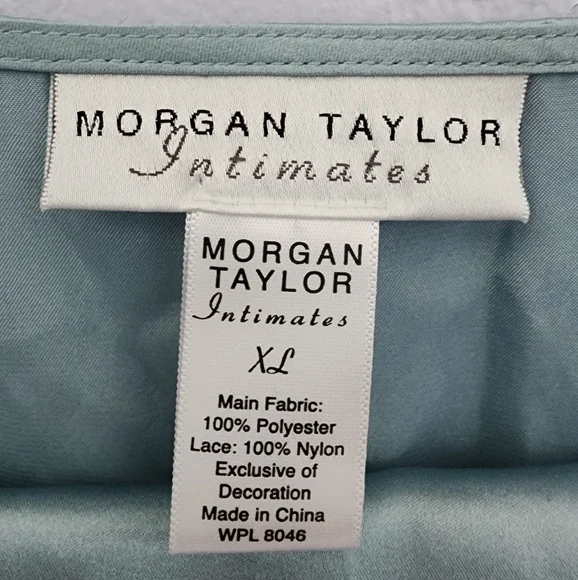 MORGAN TAYLOR
Intimates
MORGAN
TAYLOR
Intimates
XL
Main Fabric:
100% Polyester
Lace: 100% Nylon
Exclusive of
Decoration
Made in China
WPL 8046